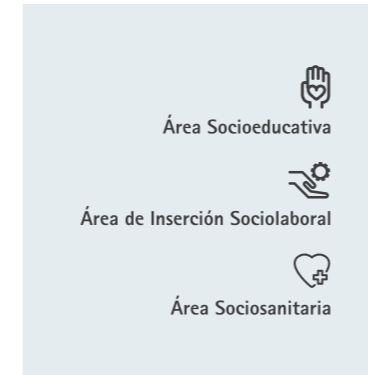 Área Socioeducativa
Área de Inserción Sociolaboral
Área Sociosanitaria